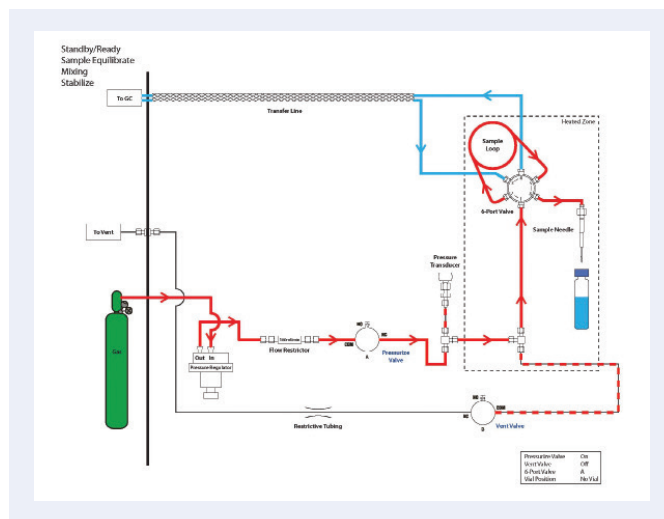 Standby/Ready
Sample Equilibrate
Mixing
Stabilize
To GC
Transfer Line
Heated Zone
Sample
Loop
6-Port Valve
Sample Needle
To Vent
Pressure
Transducer
Gas
Out In
Pressure Regulator
Flow Restrictor
NO
NC
COM
A
Pressurize
Valve
Restrictive Tubing
NO
COM
NC
B
Vent Valve
Pressurize Valve On
Vent Valve Off
6-Port Valve A
Vial Position No Vial